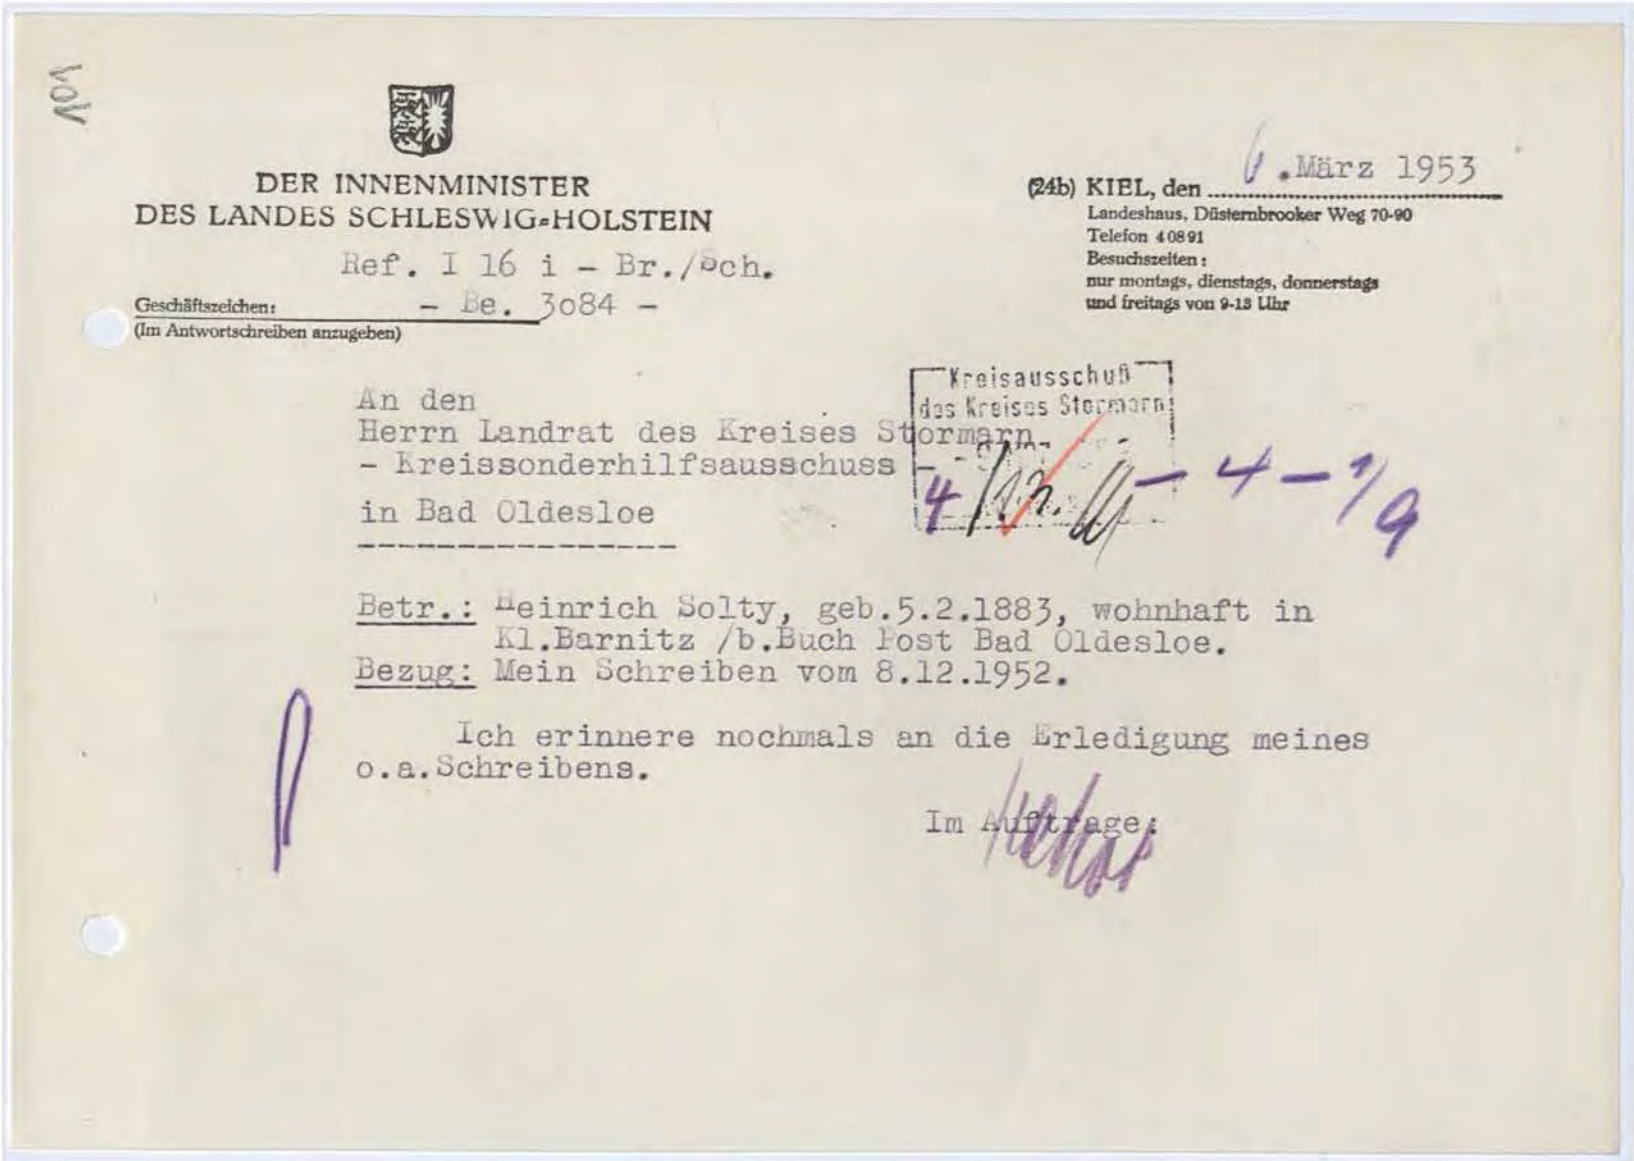 DER INNENMINISTER
DES LANDES SCHLESWIG-HOLSTEIN
Ref. I 16 i - Br./Sch.
Geschäftszeichen: - Be. 3o84 -
(Im Antwortschreiben anzugeben)
6.März 1953
(24b) KIEL, den
Landeshaus, Düsternbrooker Weg 70-90
Telefon 40891
Besuchszeiten:
nur montags, dienstags, donnerstags
und freitags von 9-13 Uhr
Kreisausschuß
des Kreises Stormarn
An den
Herrn Landrat des Kreises Stormarn
- Kreissonderhilfsausschuss -
in Bad Oldesloe
4/
- 4 - 1/9
Betr.: Heinrich Solty, geb.5.2.1883, wohnhaft in
Kl.Barnitz /b.Buch Post Bad Oldesloe.
Bezug: Mein Schreiben vom 8.12.1952.
Ich erinnere nochmals an die Erledigung meines
o.a.Schreibens.
Im Auftrage: